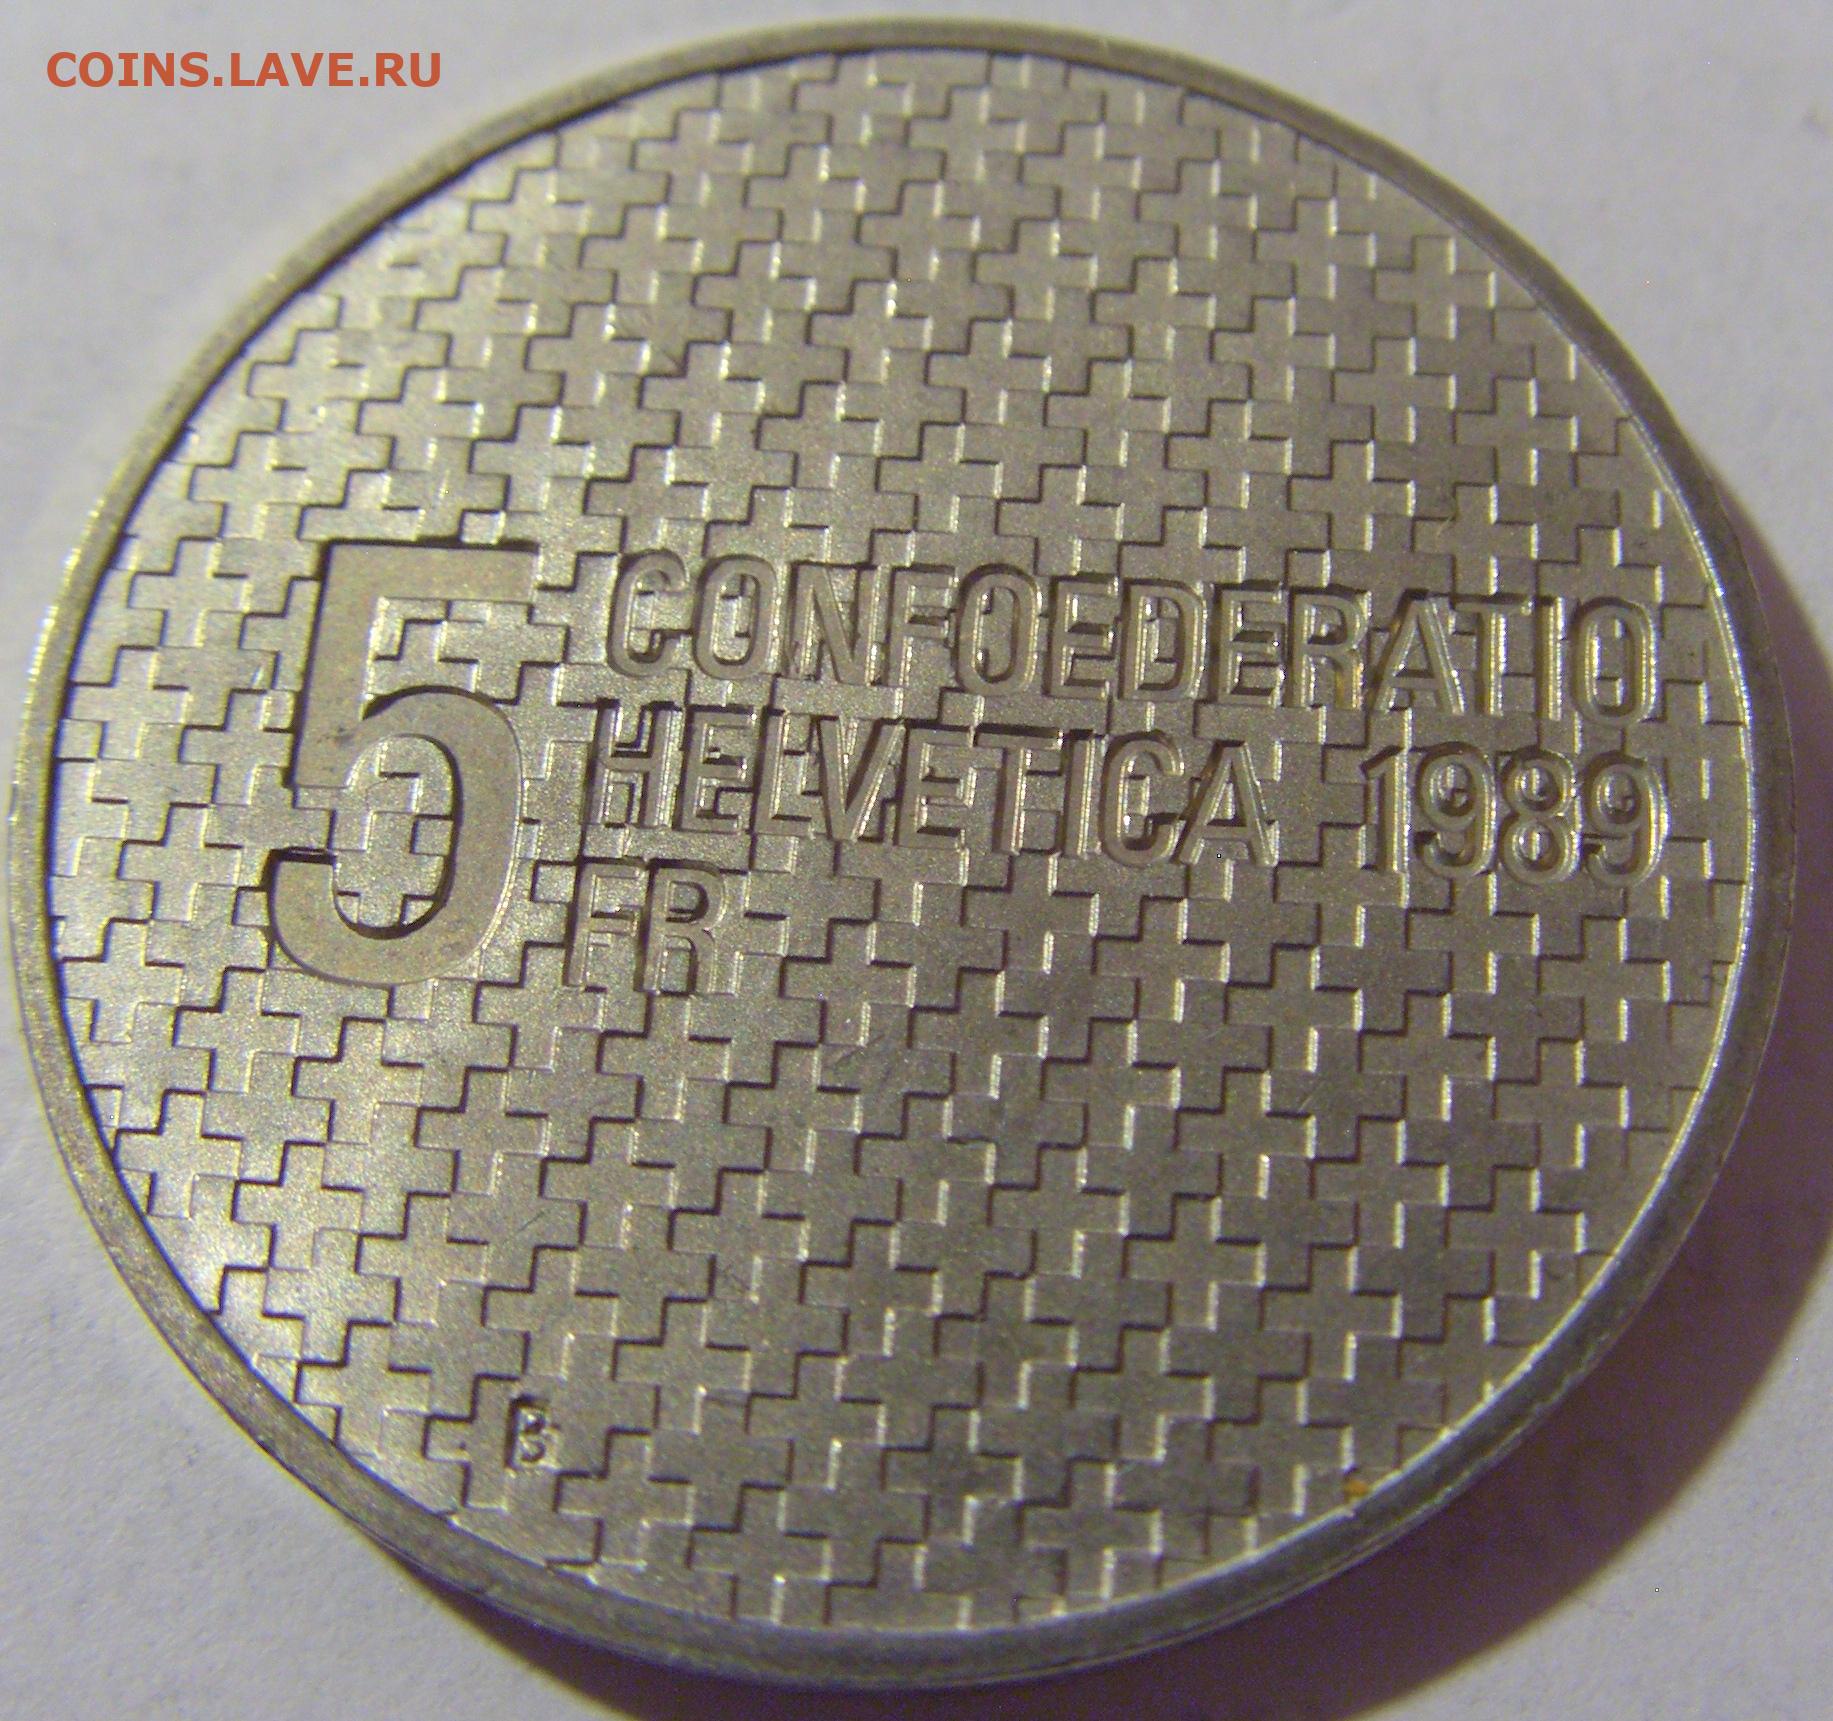 COINS.LAVE.RU
5 CONFOEDERATIO
HELVETICA 1989
FR
B